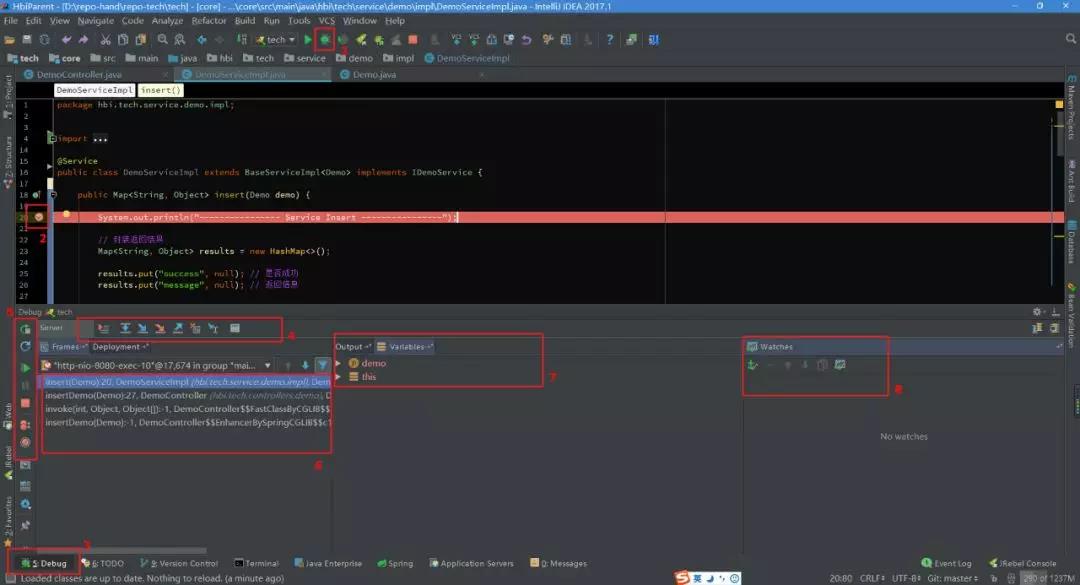 HbiParent - [D:\repo-hand\repo-tech\tech] - [core] - ...\core\src\main\java\hbi\tech\service\demo\impl\DemoServiceImpl.java - IntelliJ IDEA 2017.1
File Edit View Navigate Code Analyze Refactor Build Run Tools VCS Window Help
tech
1
tech core src main java hbi tech service demo impl DemoServiceImpl
DemoController.java DemoServiceImpl.java Demo.java
DemoServiceImpl insert()
1 package hbi.tech.service.demo.impl;
2
3
4 import ...
14
15 @Service
16 public class DemoServiceImpl extends BaseServiceImpl<Demo> implements IDemoService {
17
18 public Map<String, Object> insert(Demo demo) {
19
20 System.out.println("---------------- Service Insert ----------------");
2
22 // 封装返回结果
23 Map<String, Object> results = new HashMap<>();
24
25 results.put("success", null); // 是否成功
26 results.put("message", null); // 返回信息
27
1: Project
7: Structure
Web
JRebel
2: Favorites
Maven Projects
Ant Build
Database
Bean Validation
Debug tech
5
Server
4
Frames Deployment
Output Variables
Watches
"http-nio-8080-exec-10"@17,674 in group "mai...
insert(Demo):20, DemoServiceImpl (hbi.tech.service.demo.impl), Dem
insertDemo(Demo):27, DemoController (hbi.tech.controllers.demo), D
invoke(int, Object, Object[]):-1, DemoController$$FastClassByCGLIB$$
insertDemo(Demo):-1, DemoController$$EnhancerBySpringCGLIB$$c1
6
demo
this
7
8
No watches
3
5: Debug 6: TODO 9: Version Control Terminal Java Enterprise Spring Application Servers 0: Messages Event Log JRebel Console
Loaded classes are up to date. Nothing to reload. (a minute ago)
英
20:80 CRLF UTF-8 Git: master 290 of 1237M